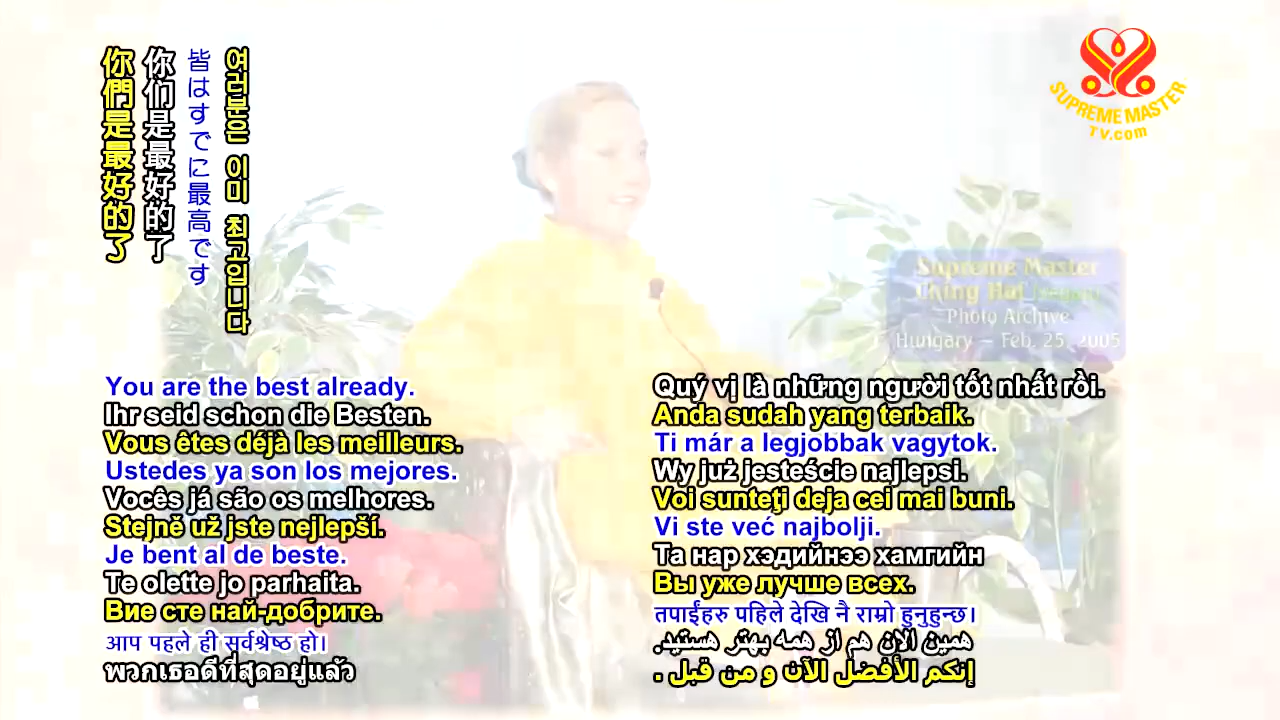 你們是最好的了
你们是最好的了
皆はすでに最高です
여러분은 이미 최고입니다
SUPREME MASTER
TV.com
Supreme Master
Ching Hai
Photo Archive
Hungary – Feb. 25, 2005
You are the best already.
Ihr seid schon die Besten.
Vous êtes déjà les meilleurs.
Ustedes ya son los mejores.
Vocês já são os melhores.
Stejně už jste nejlepší.
Je bent al de beste.
Te olette jo parhaita.
Вие сте най-добрите.
आप पहले ही सर्वश्रेष्ठ हो।
พวกเธอดีที่สุดอยู่แล้ว
Quý vị là những người tốt nhất rồi.
Anda sudah yang terbaik.
Ti már a legjobbak vagytok.
Wy już jesteście najlepsi.
Voi sunteţi deja cei mai buni.
Vi ste već najbolji.
Та нар хэдийнээ хамгийн
Вы уже лучше всех.
तपाईंहरु पहिले देखि नै राम्रो हुनुहुन्छ।
همین الان هم از همه بهتر هستید.
إنكم الأفضل الآن و من قبل .